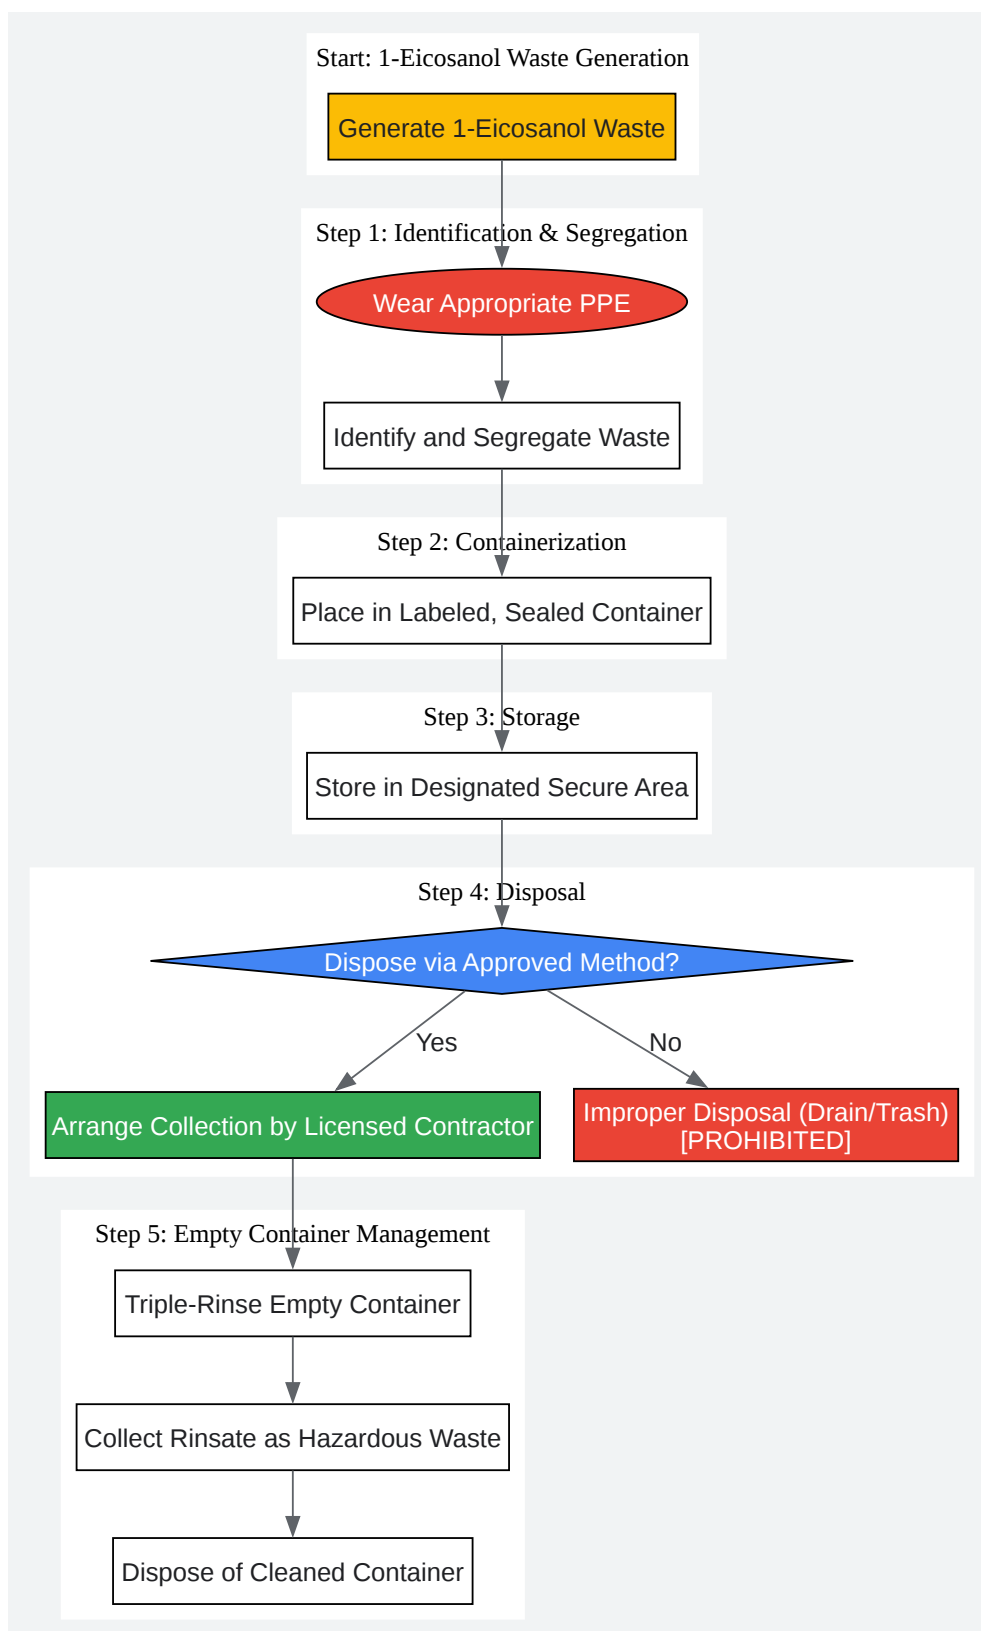 Start: 1-Eicosanol Waste Generation
Generate 1-Eicosanol Waste
Step 1: Identification & Segregation
Wear Appropriate PPE
Identify and Segregate Waste
Step 2: Containerization
Place in Labeled, Sealed Container
Step 3: Storage
Store in Designated Secure Area
Step 4: Disposal
Dispose via Approved Method?
Yes
No
Arrange Collection by Licensed Contractor
Improper Disposal (Drain/Trash)
[PROHIBITED]
Step 5: Empty Container Management
Triple-Rinse Empty Container
Collect Rinsate as Hazardous Waste
Dispose of Cleaned Container